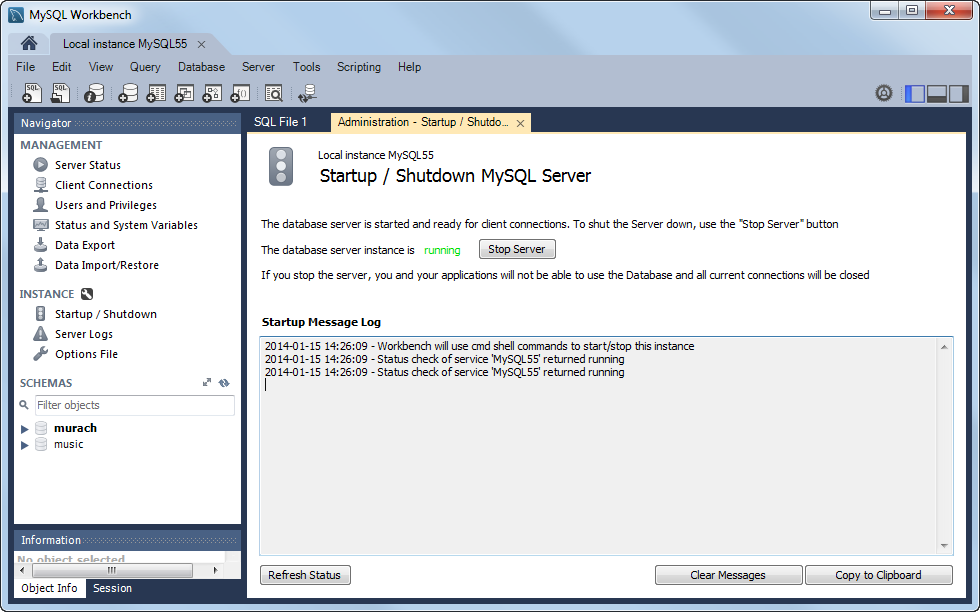 MySQL Workbench
Local instance MySQL55
File Edit View Query Database Server Tools Scripting Help
Navigator
MANAGEMENT
Server Status
Client Connections
Users and Privileges
Status and System Variables
Data Export
Data Import/Restore
INSTANCE
Startup / Shutdown
Server Logs
Options File
SCHEMAS
Filter objects
murach
music
Information
No object selected
Object Info Session
SQL File 1 Administration - Startup / Shutdo...
Local instance MySQL55
Startup / Shutdown MySQL Server
The database server is started and ready for client connections. To shut the Server down, use the "Stop Server" button
The database server instance is running Stop Server
If you stop the server, you and your applications will not be able to use the Database and all current connections will be closed
Startup Message Log
2014-01-15 14:26:09 - Workbench will use cmd shell commands to start/stop this instance
2014-01-15 14:26:09 - Status check of service 'MySQL55' returned running
2014-01-15 14:26:09 - Status check of service 'MySQL55' returned running
Refresh Status Clear Messages Copy to Clipboard